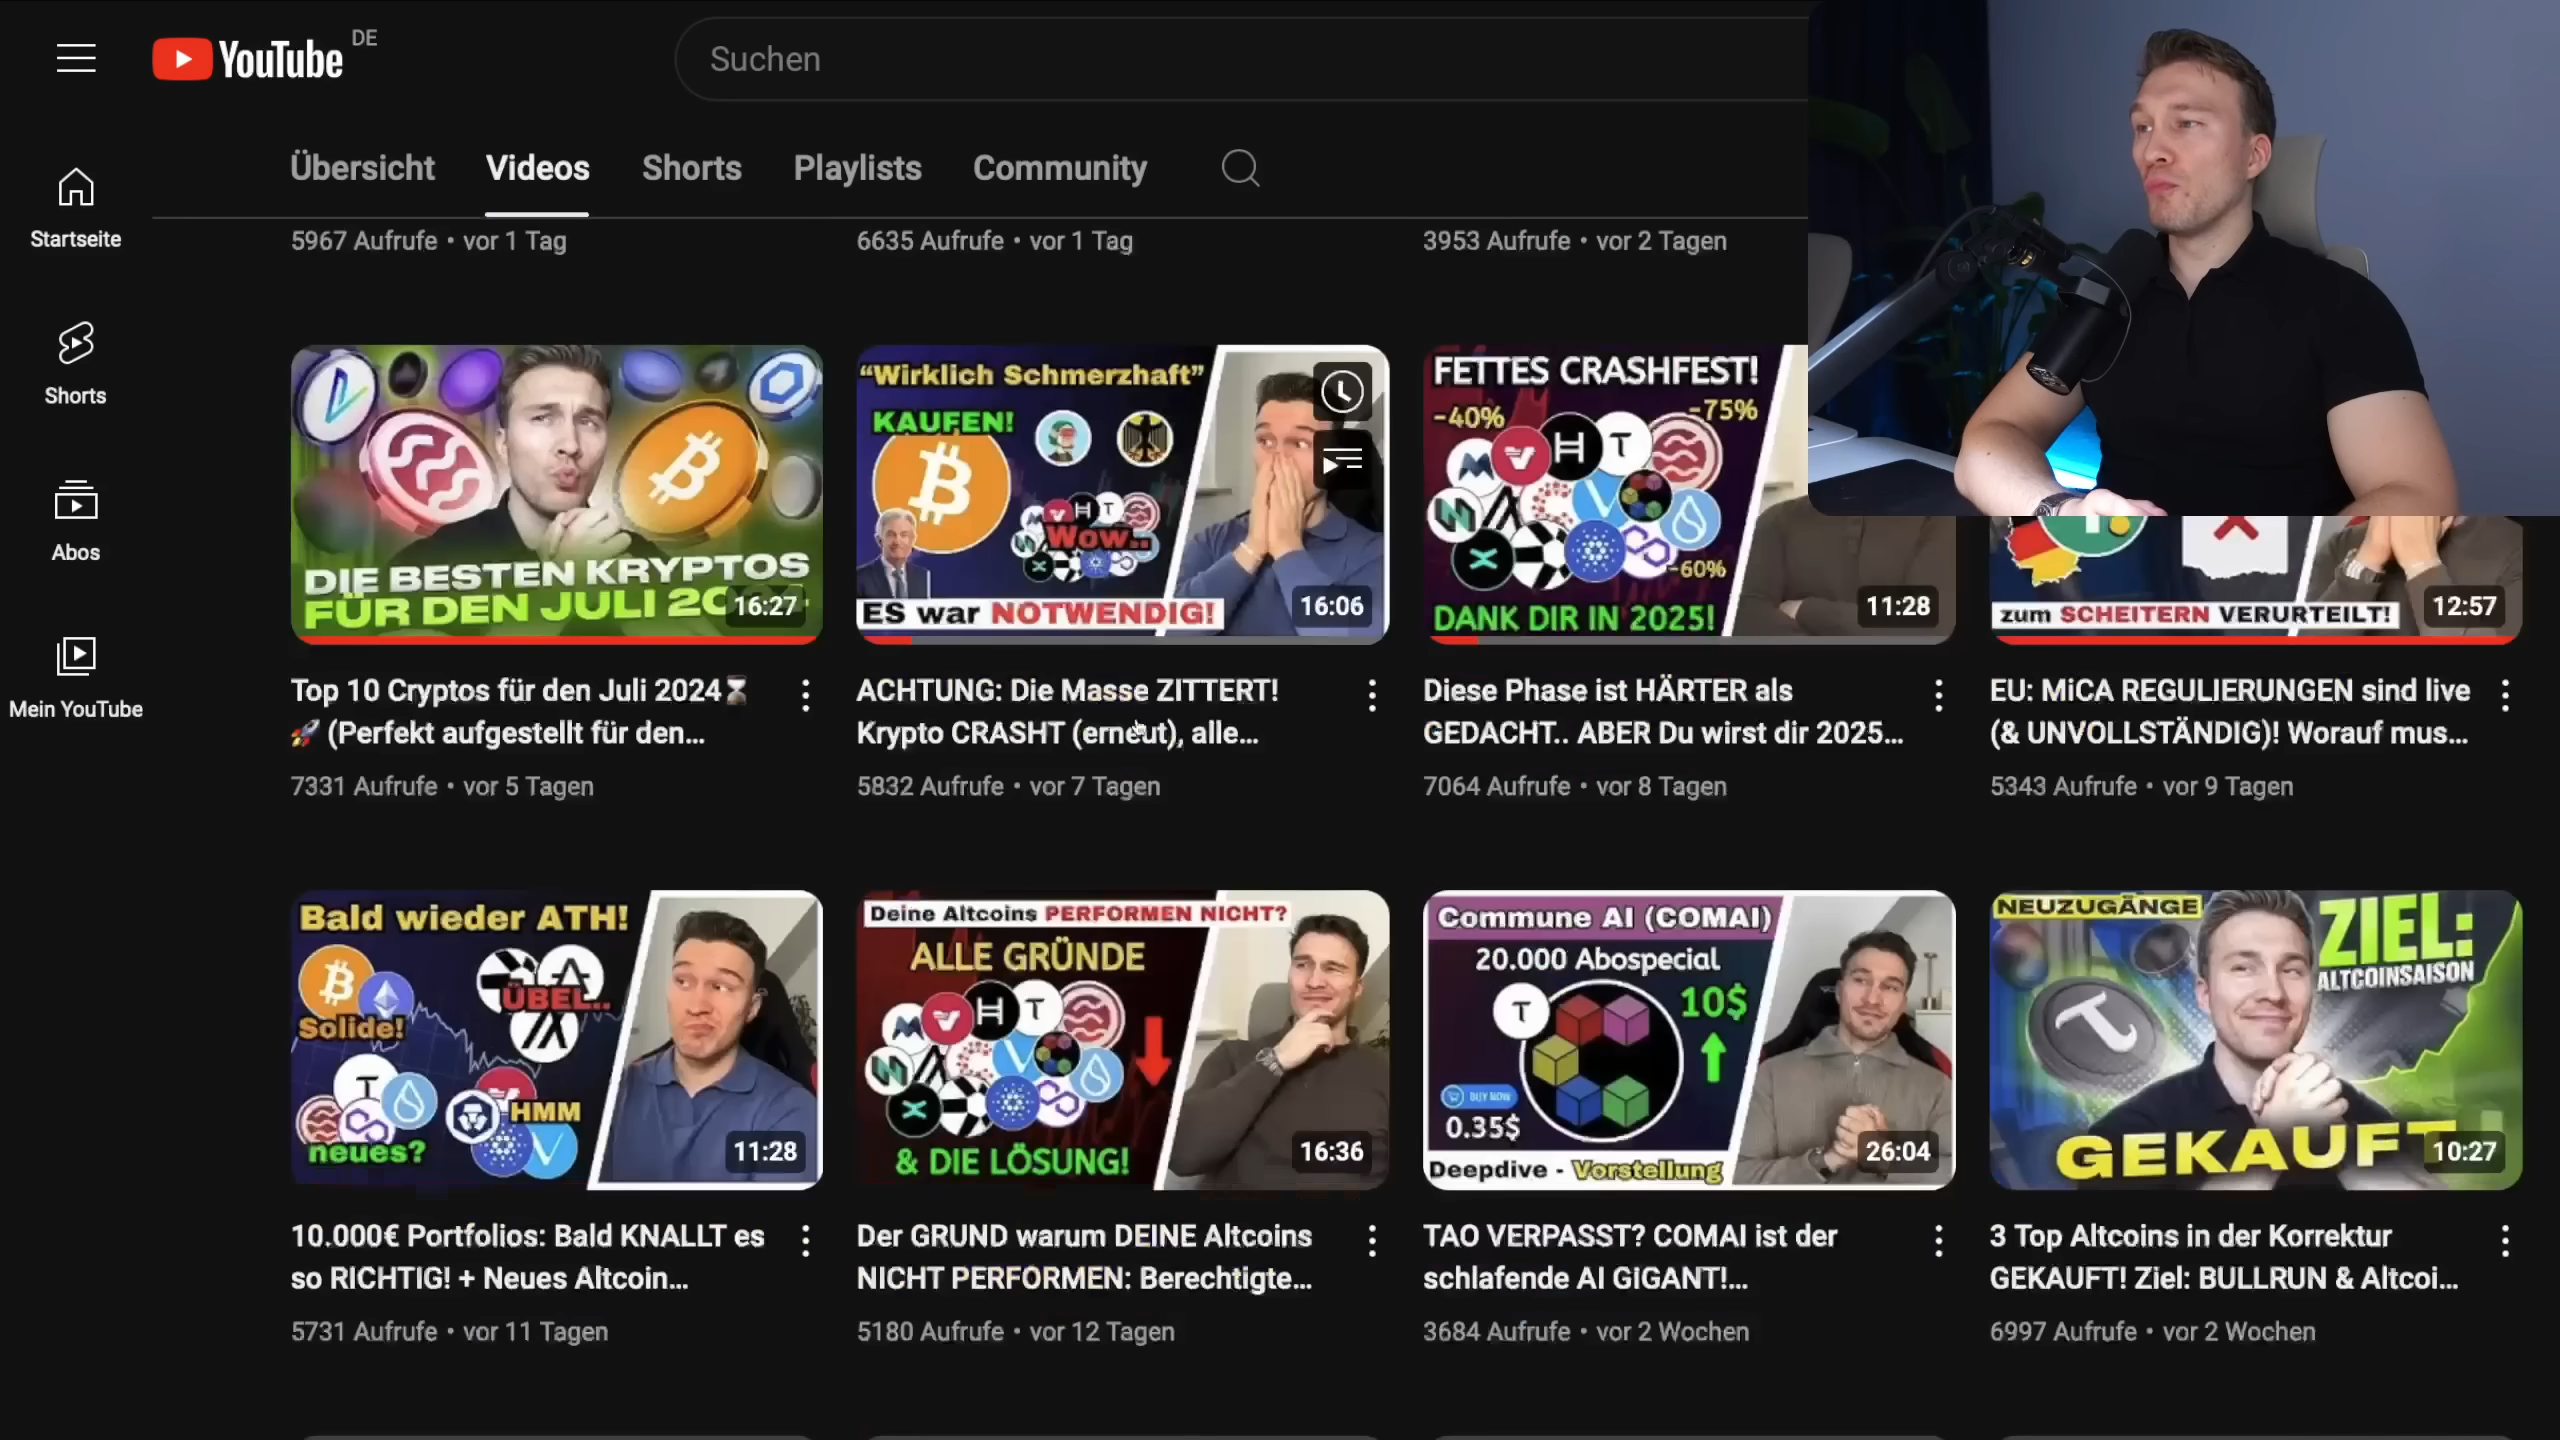 YouTube DE
Suchen
Übersicht Videos Shorts Playlists Community
Startseite
Shorts
Abos
Mein YouTube
5967 Aufrufe • vor 1 Tag
6635 Aufrufe • vor 1 Tag
3953 Aufrufe • vor 2 Tagen
DIE BESTEN KRYPTOS
FÜR DEN JULI
16:27
Top 10 Cryptos für den Juli 2024⌛
🚀 (Perfekt aufgestellt für den...
7331 Aufrufe • vor 5 Tagen
“Wirklich Schmerzhaft”
KAUFEN!
Wow..
ES war NOTWENDIG!
16:06
ACHTUNG: Die Masse ZITTERT!
Krypto CRASHT (erneut), alle...
5832 Aufrufe • vor 7 Tagen
FETTES CRASHFEST!
-40%
-75%
-60%
DANK DIR IN 2025!
11:28
Diese Phase ist HÄRTER als
GEDACHT.. ABER Du wirst dir 2025...
7064 Aufrufe • vor 8 Tagen
zum SCHEITERN VERURTEILT!
12:57
EU: MiCA REGULIERUNGEN sind live
(& UNVOLLSTÄNDIG)! Worauf mus...
5343 Aufrufe • vor 9 Tagen
Bald wieder ATH!
Solide!
ÜBEL..
HMM
neues?
11:28
10.000€ Portfolios: Bald KNALLT es
so RICHTIG! + Neues Altcoin...
5731 Aufrufe • vor 11 Tagen
Deine Altcoins PERFORMEN NICHT?
ALLE GRÜNDE
& DIE LÖSUNG!
16:36
Der GRUND warum DEINE Altcoins
NICHT PERFORMEN: Berechtigte...
5180 Aufrufe • vor 12 Tagen
Commune AI (COMAI)
20.000 Abospecial
10$
BUY NOW
0.35$
Deepdive - Vorstellung
26:04
TAO VERPASST? COMAI ist der
schlafende AI GIGANT!...
3684 Aufrufe • vor 2 Wochen
NEUZUGÄNGE
ZIEL:
ALTCOINSAISON
GEKAUFT
10:27
3 Top Altcoins in der Korrektur
GEKAUFT! Ziel: BULLRUN & Altcoi...
6997 Aufrufe • vor 2 Wochen